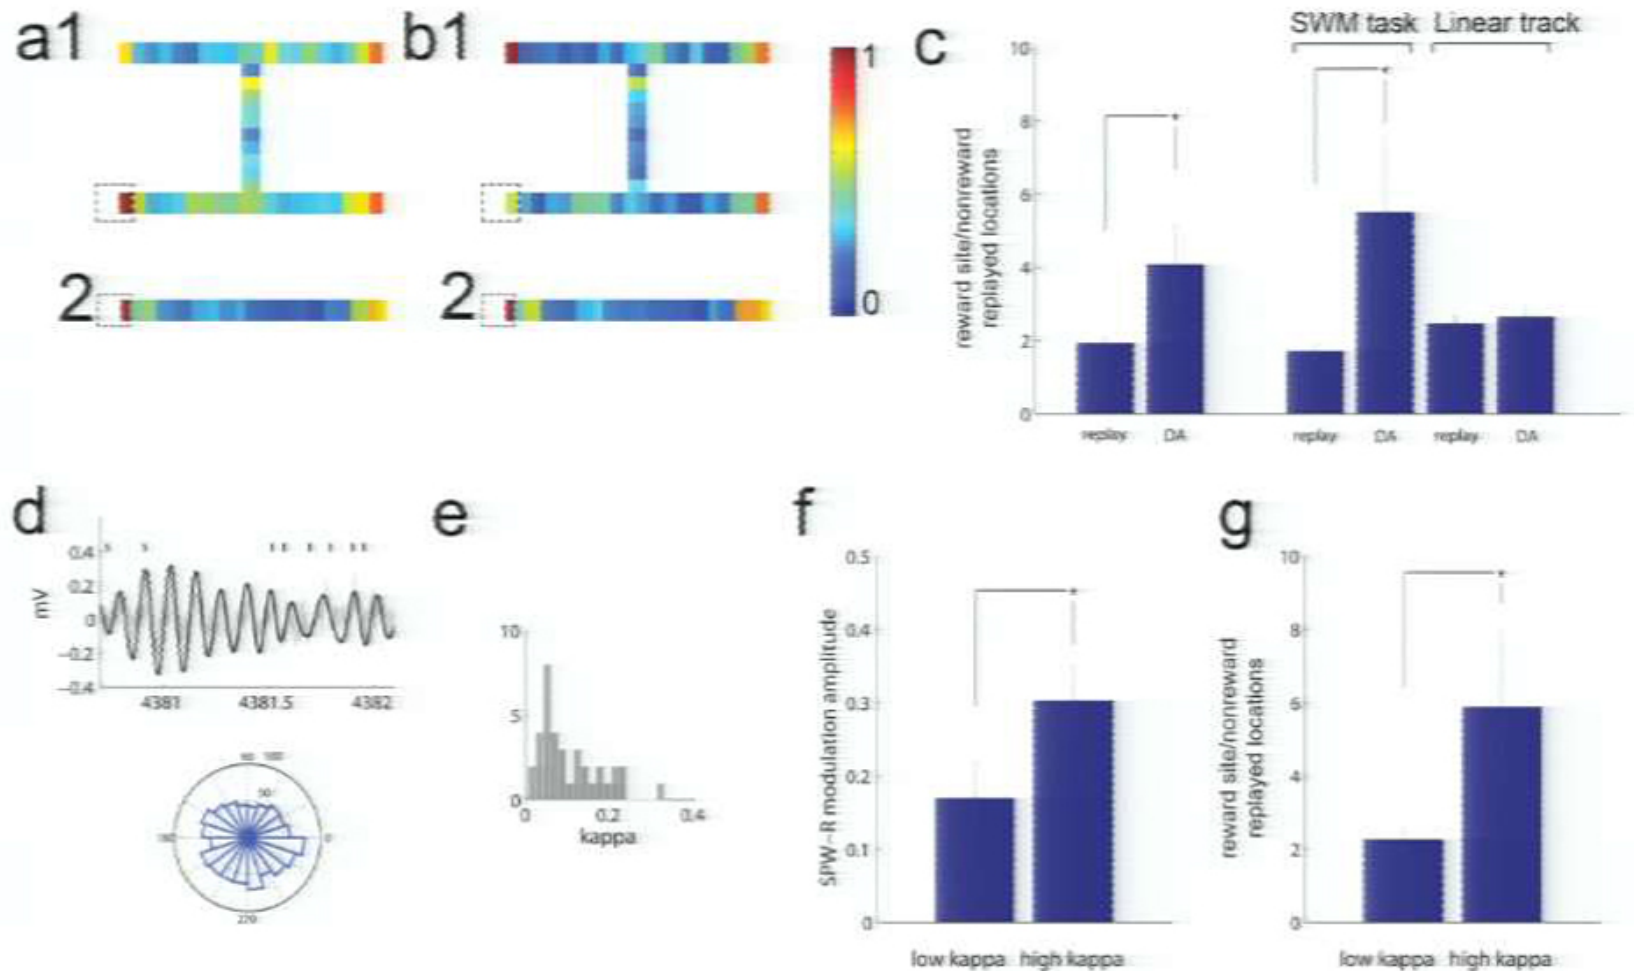 a1
b1
1
0
2
2
c
SWM task
Linear track
10
8
6
4
2
0
reward site/nonreward
replayed locations
replay
DA
replay
DA
replay
DA
d
mV
0.4
0.2
0
−0.2
−0.4
4381
4381.5
4382
100
50
0
270
e
10
5
0
0
0.2
0.4
kappa
f
SPW-R modulation amplitude
0.5
0.4
0.3
0.2
0.1
0
low kappa
high kappa
g
reward site/nonreward
replayed locations
10
8
6
4
2
0
low kappa
high kappa